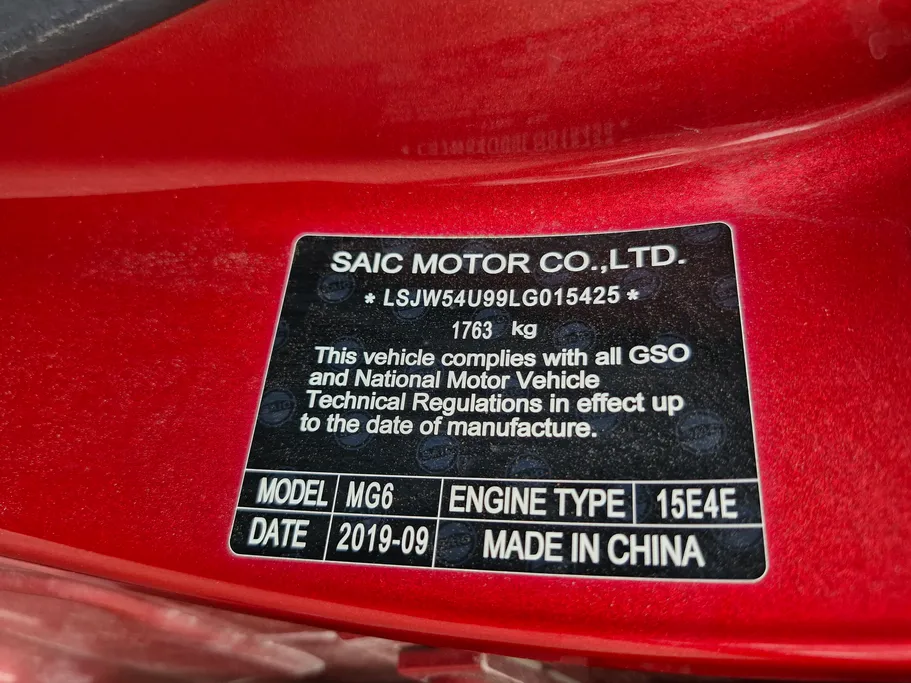 SAIC MOTOR CO.,LTD.
* LSJW54U99LG015425 *
1763 kg
This vehicle complies with all GSO
and National Motor Vehicle
Technical Regulations in effect up
to the date of manufacture.
MODEL MG6 ENGINE TYPE 15E4E
DATE 2019-09 MADE IN CHINA